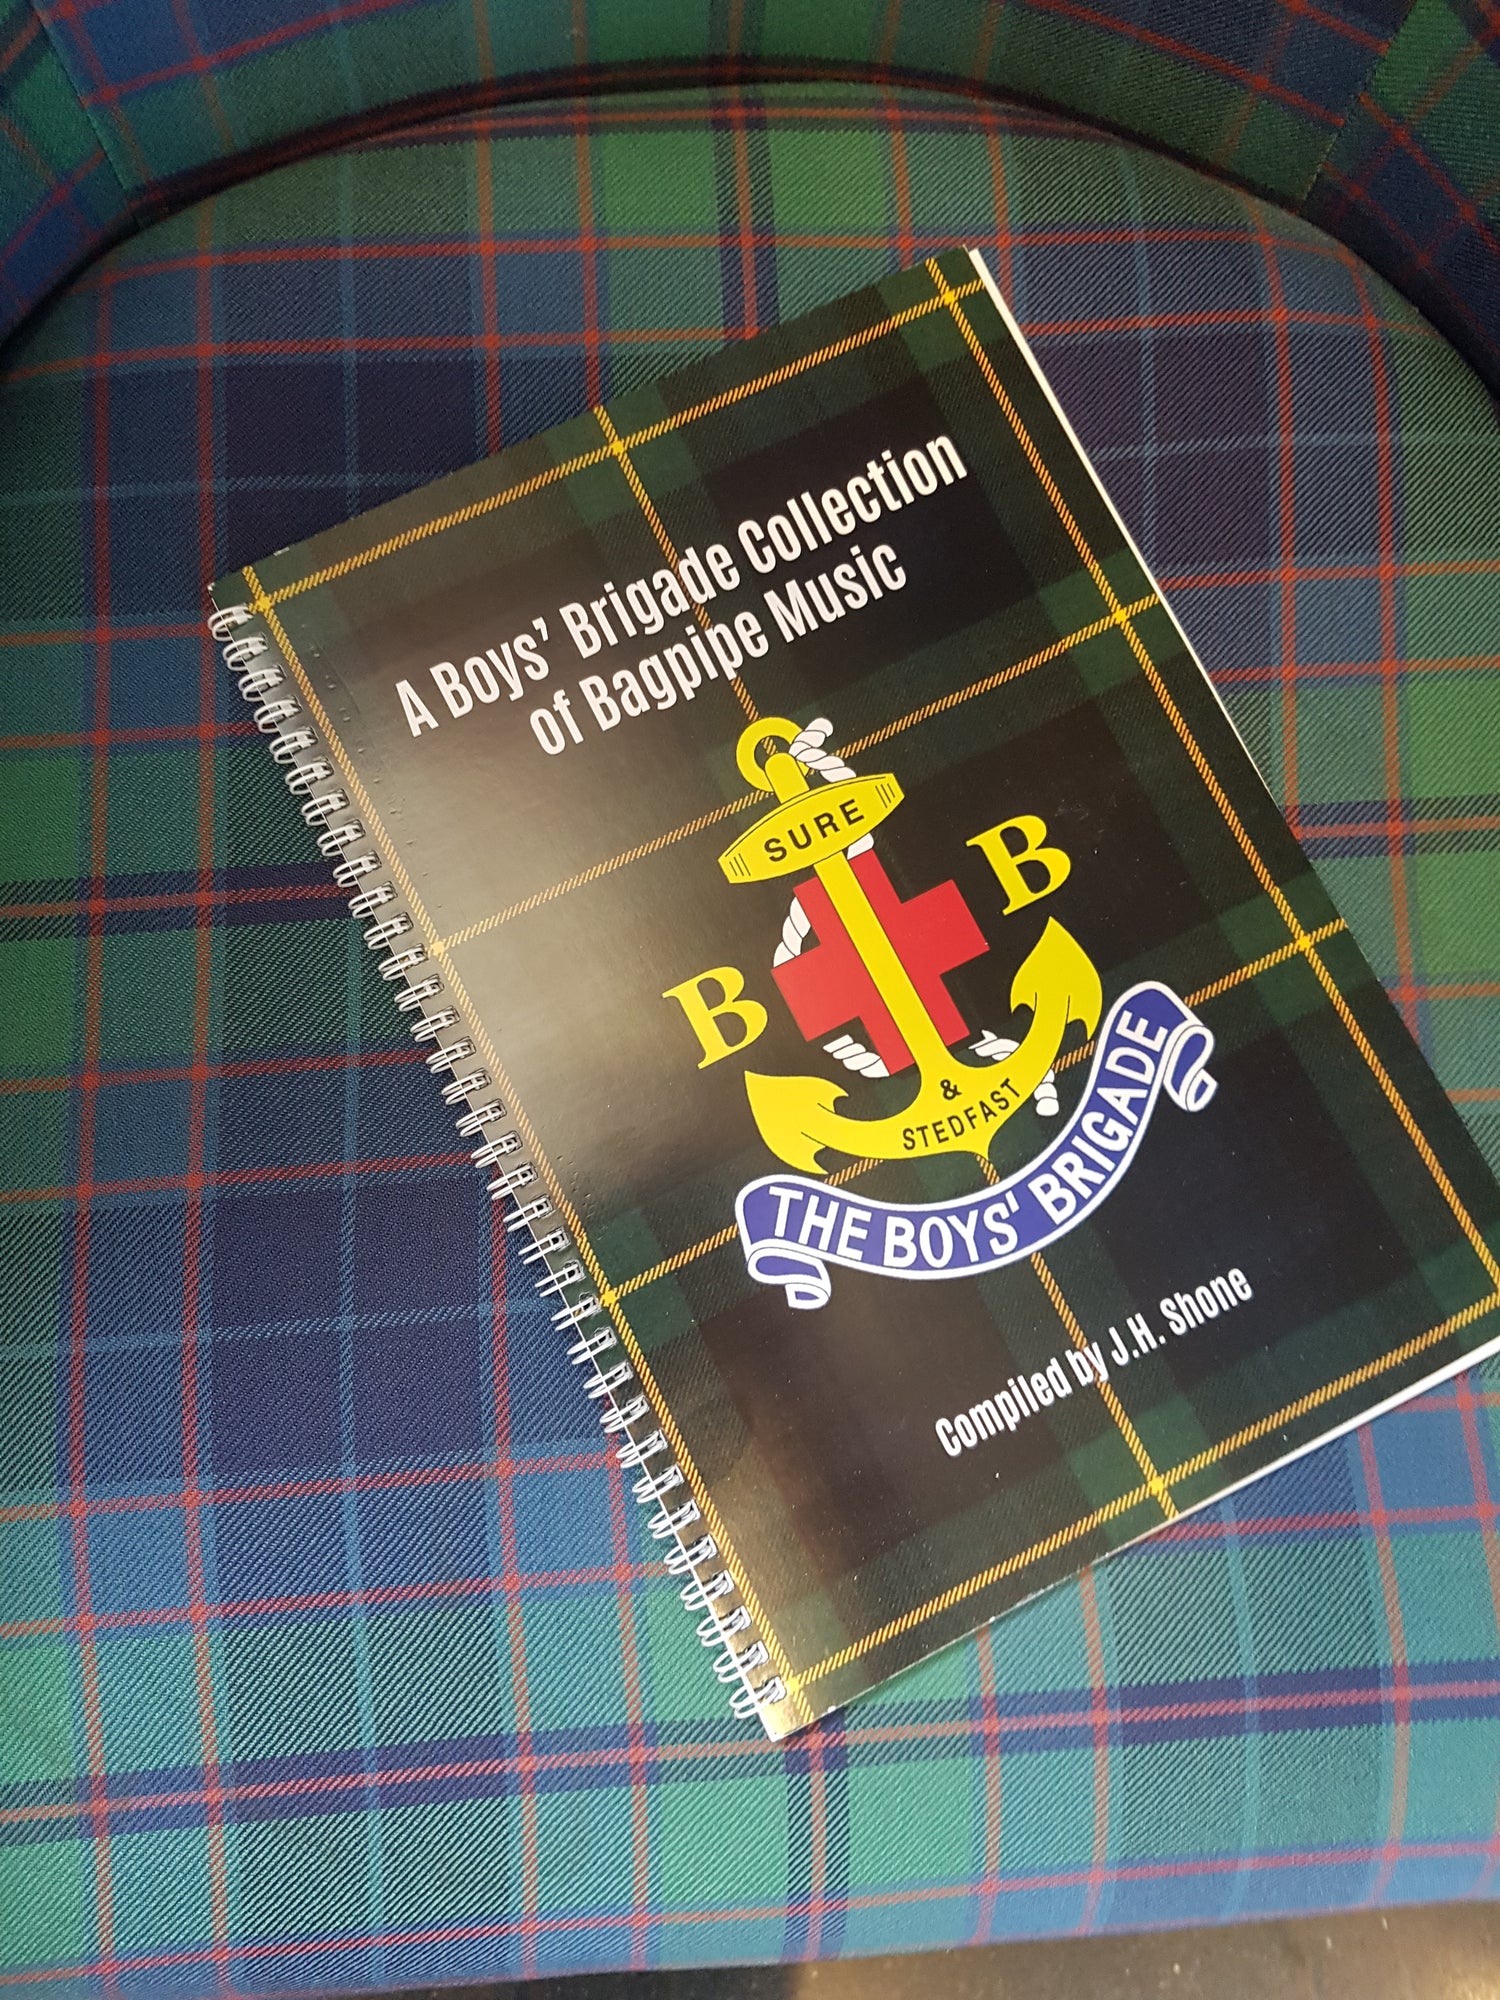 A Boys' Brigade Collection
of Bagpipe Music
SURE
B B
&
STEDFAST
THE BOYS' BRIGADE
Compiled by J.H. Shone